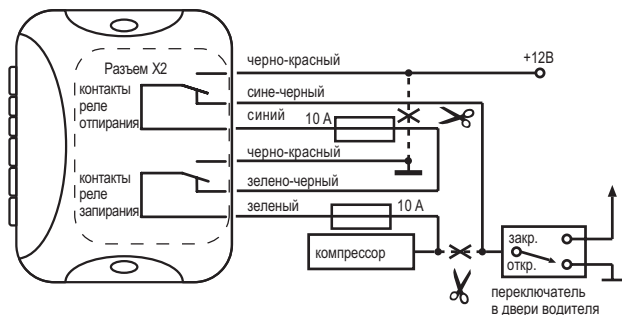 Разъем X2
контакты
реле
отпирания
контакты
реле
запирания
черно-красный
+12В
сине-черный
синий
10 А
черно-красный
зелено-черный
зеленый
10 А
компрессор
закр.
откр.
переключатель
в двери водителя